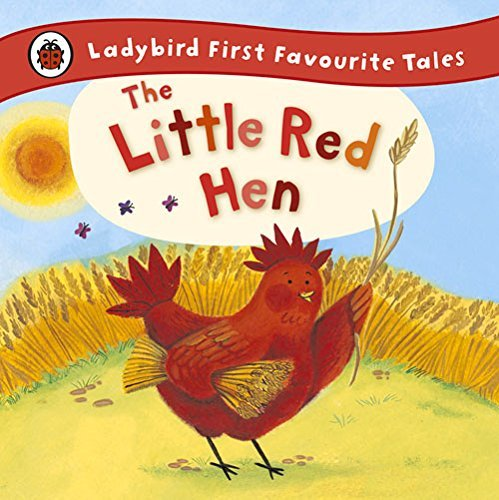 Ladybird First Favourite Tales
The
Little Red
Hen